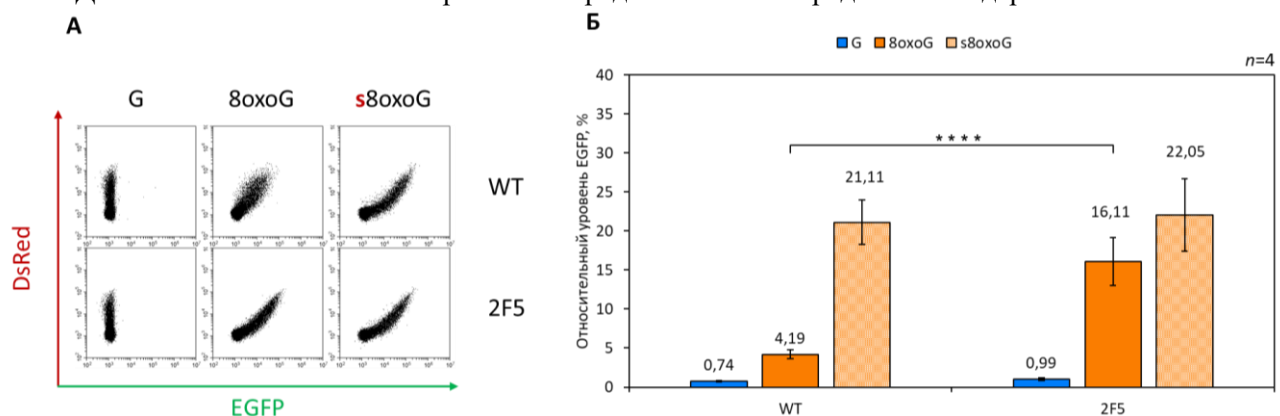 А
G 8oxoG s8oxoG
WT
2F5
DsRed
EGFP
Б
G 8oxoG s8oxoG
n=4
Относительный уровень EGFP, %
40
35
30
25
20
15
10
5
0
****
0,74
4,19
21,11
0,99
16,11
22,05
WT 2F5